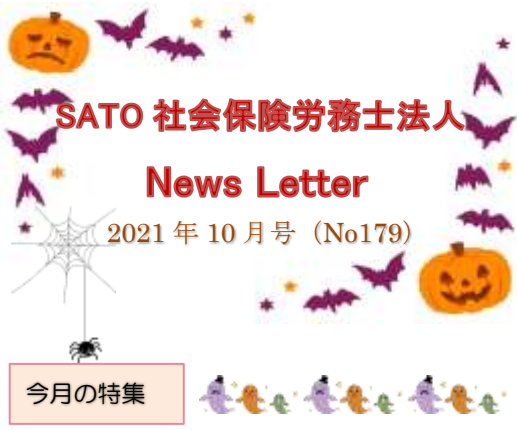 SATO 社会保険労務士法人
News Letter
2021 年 10 月号（No179）
今月の特集